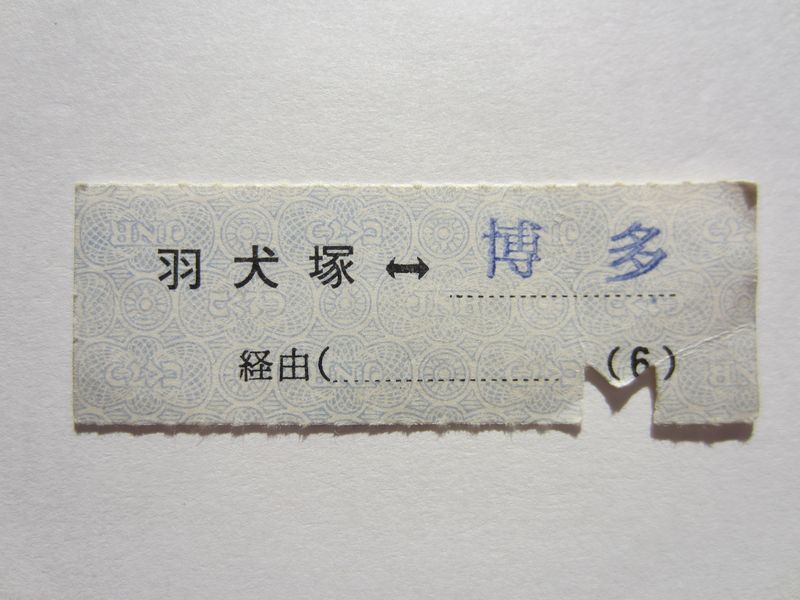 羽犬塚 ↔ 博多
経由( (6)